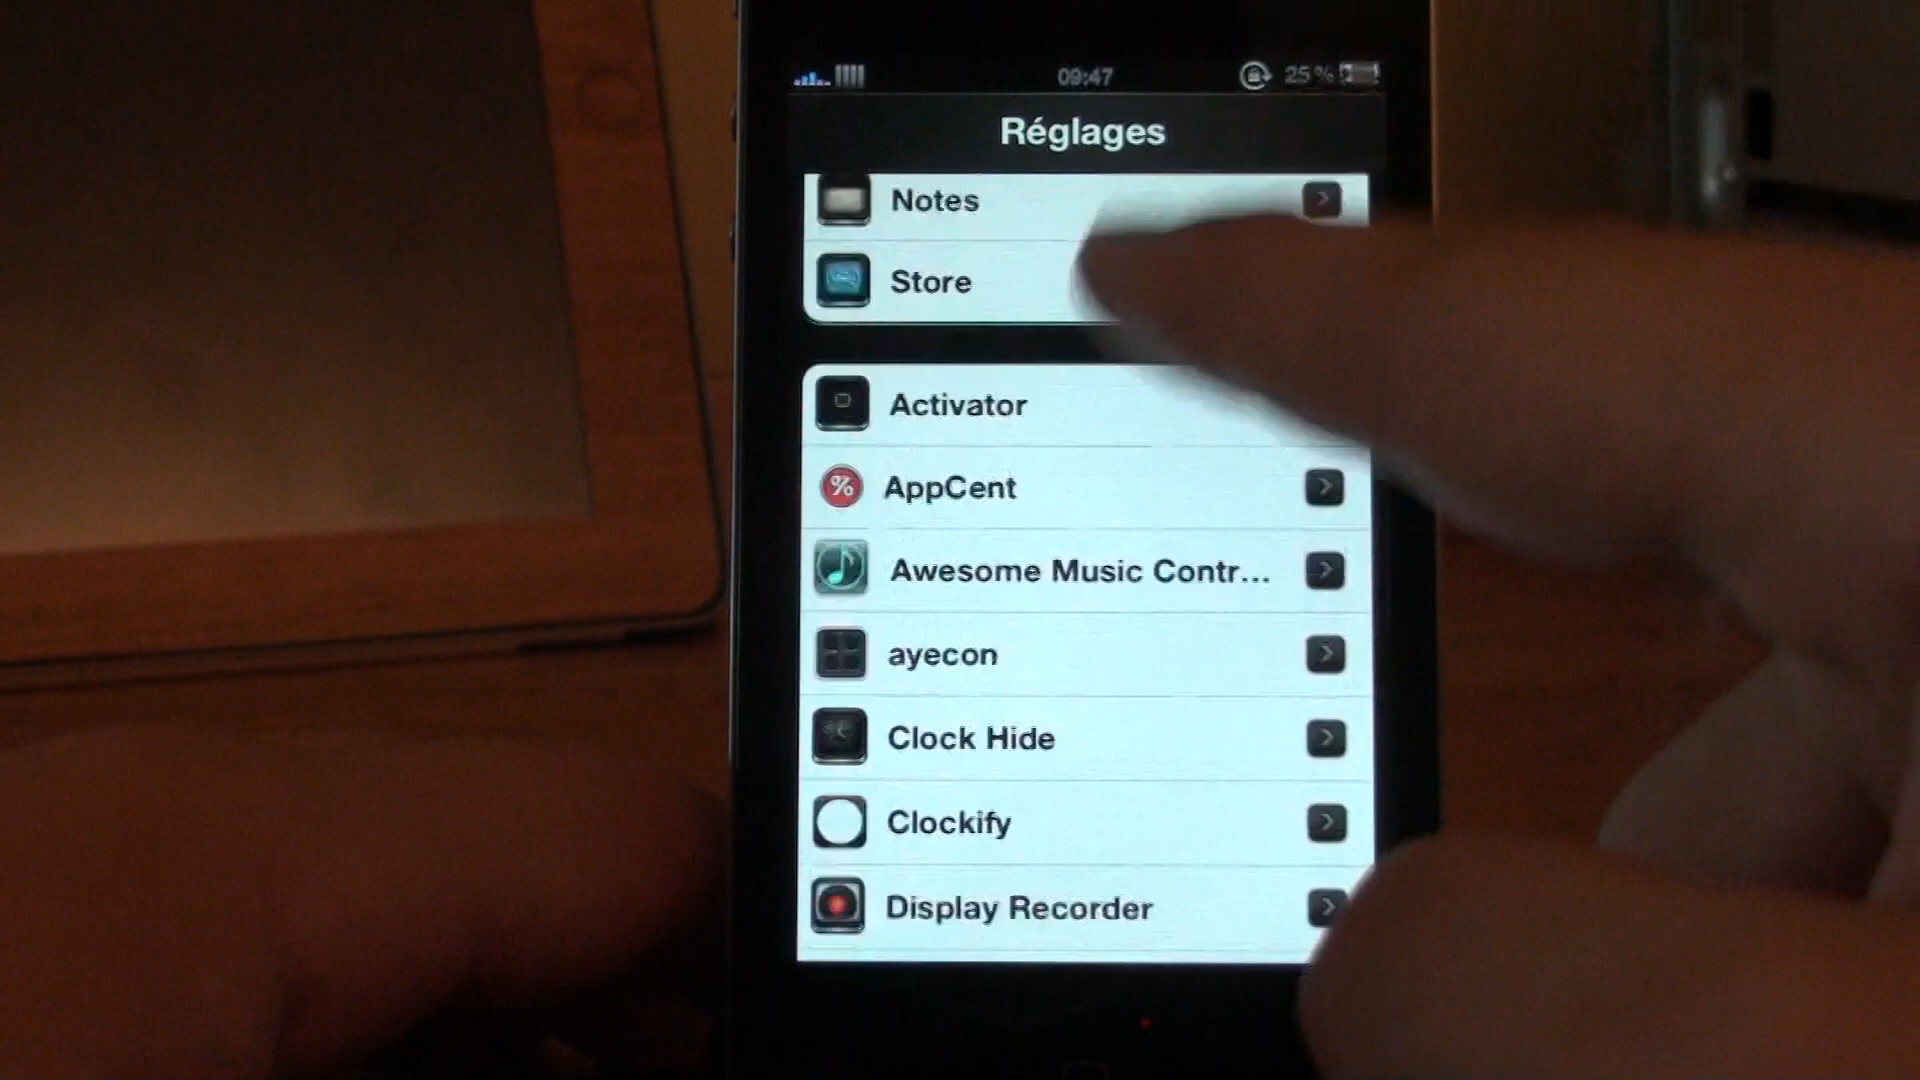 09:47
25 %
Réglages
Notes
Store
Activator
%
AppCent
Awesome Music Contr...
ayecon
Clock Hide
Clockify
Display Recorder